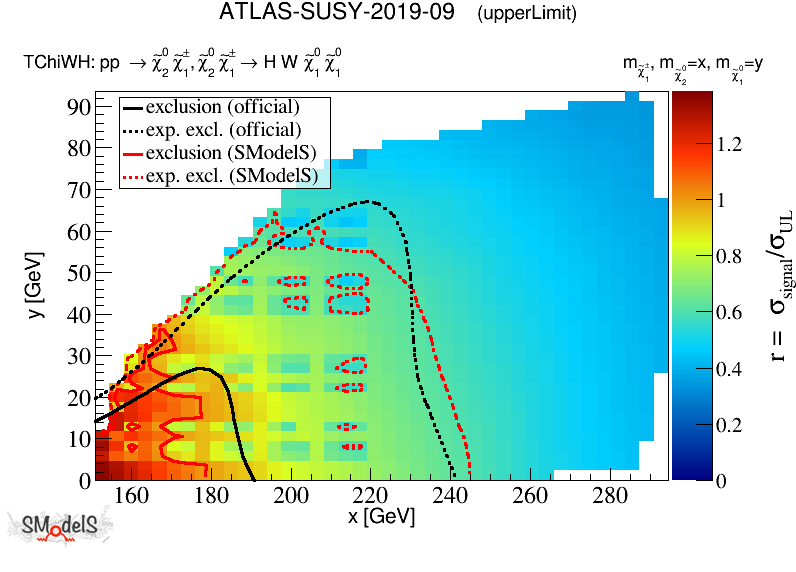 ATLAS-SUSY-2019-09 (upperLimit)
TChiWH: pp → χ̃⁰₂ χ̃±₁, χ̃⁰₂ χ̃±₁ → H W χ̃⁰₁ χ̃⁰₁
m_χ̃±₁, m_χ̃⁰₂=x, m_χ̃⁰₁=y
exclusion (official)
exp. excl. (official)
exclusion (SModelS)
exp. excl. (SModelS)
90
80
70
60
50
40
30
20
10
0
y [GeV]
160 180 200 220 240 260 280
x [GeV]
1.2
1
0.8
0.6
0.4
0.2
0
r = σ_signal/σ_UL
SModelS